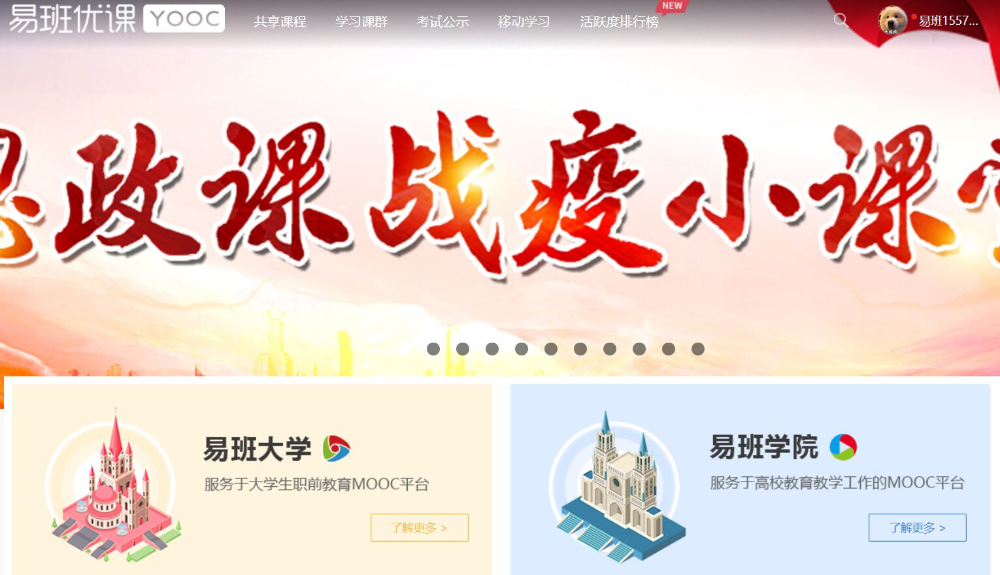 易班优课 YOOC
共享课程 学习课群 考试公示 移动学习 活跃度排行榜 NEW 易班1557...
思政课战疫小课堂
易班大学
服务于大学生职前教育MOOC平台
了解更多 >
易班学院
服务于高校教育教学工作的MOOC平台
了解更多 >